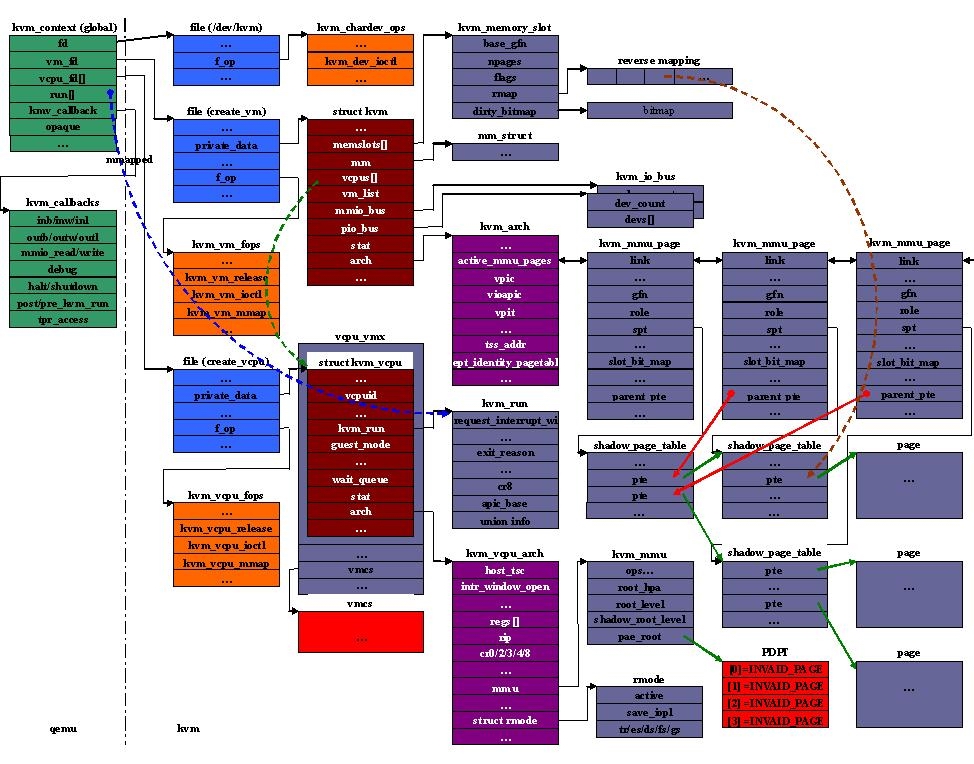 kvm_context (global)
fd
vm_fd
vcpu_fd[]
run[]
kmv_callback
opaque
...
mmapped
kvm_callbacks
inb/inw/inl
outb/outw/outl
mmio_read/write
debug
halt/shutdown
post/pre_kvm_run
tpr_access
qemu
kvm
file (/dev/kvm)
...
f_op
...
file (create_vm)
...
private_data
...
f_op
...
kvm_vm_fops
...
kvm_vm_release
kvm_vm_ioctl
kvm_vm_mmap
...
file (create_vcpu)
...
private_data
...
f_op
...
kvm_vcpu_fops
...
kvm_vcpu_release
kvm_vcpu_ioctl
kvm_vcpu_mmap
...
kvm_chardev_ops
...
kvm_dev_ioctl
...
struct kvm
...
memslots[]
mm
vcpus[]
vm_list
mmio_bus
pio_bus
stat
arch
...
vcpu_vmx
struct kvm_vcpu
...
vcpuid
...
kvm_run
guest_mode
...
wait_queue
stat
arch
...
...
vmcs
...
vmcs
...
kvm_memory_slot
base_gfn
npages
flags
rmap
dirty_bitmap
reverse mapping
...
bitmap
mm_struct
...
kvm_io_bus
dev_count
devs[]
kvm_arch
...
active_mmu_pages
vpic
vioapic
vpit
...
tss_addr
ept_identity_pagetabl
...
kvm_run
request_interrupt_wi
...
exit_reason
...
cr8
apic_base
union info
kvm_vcpu_arch
host_tsc
intr_window_open
...
regs[]
rip
cr0/2/3/4/8
...
mmu
...
struct rmode
...
kvm_mmu_page
link
...
gfn
role
spt
...
slot_bit_map
...
parent_pte
...
kvm_mmu_page
link
...
gfn
role
spt
...
slot_bit_map
...
parent_pte
...
kvm_mmu_page
link
...
gfn
role
spt
...
slot_bit_map
...
parent_pte
...
shadow_page_table
...
pte
pte
...
shadow_page_table
...
pte
...
...
page
...
kvm_mmu
ops...
root_hpa
root_level
shadow_root_level
pae_root
shadow_page_table
pte
...
pte
...
page
...
page
...
PDPT
[0]=INVAID_PAGE
[1]=INVAID_PAGE
[2]=INVAID_PAGE
[3]=INVAID_PAGE
rmode
active
save_iopl
tr/es/ds/fs/gs